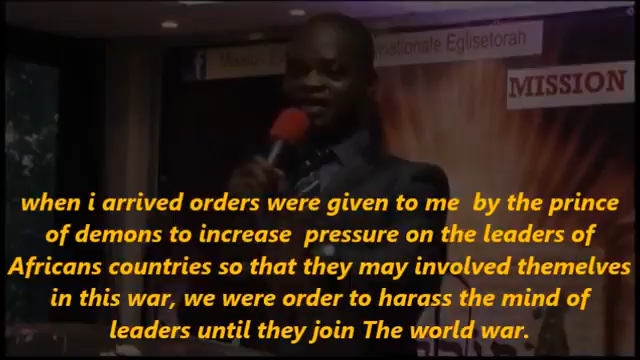 Mission
nationale Eglisetorah
MISSION
when i arrived orders were given to me by the prince
of demons to increase pressure on the leaders of
Africans countries so that they may involved themelves
in this war, we were order to harass the mind of
leaders until they join The world war.